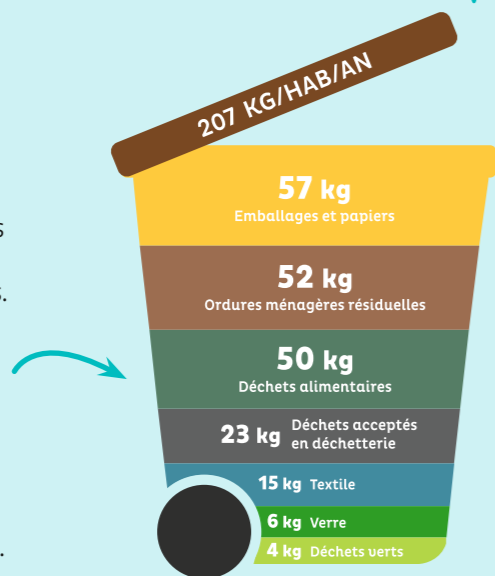 207 KG/HAB/AN
57 kg
Emballages et papiers
s
52 kg
Ordures ménagères résiduelles
s.
50 kg
Déchets alimentaires
23 kg Déchets acceptés
en déchetterie
15 kg Textile
6 kg Verre
4 kg Déchets verts
.